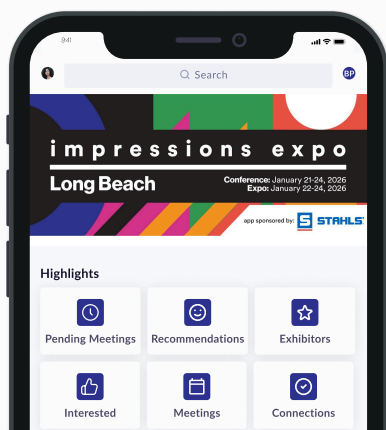 9:41
Search
BP
impressions expo
Long Beach
Conference: January 21-24, 2026
Expo: January 22-24, 2026
app sponsored by: S STAHLS'
Highlights
Pending Meetings
Recommendations
Exhibitors
Interested
Meetings
Connections